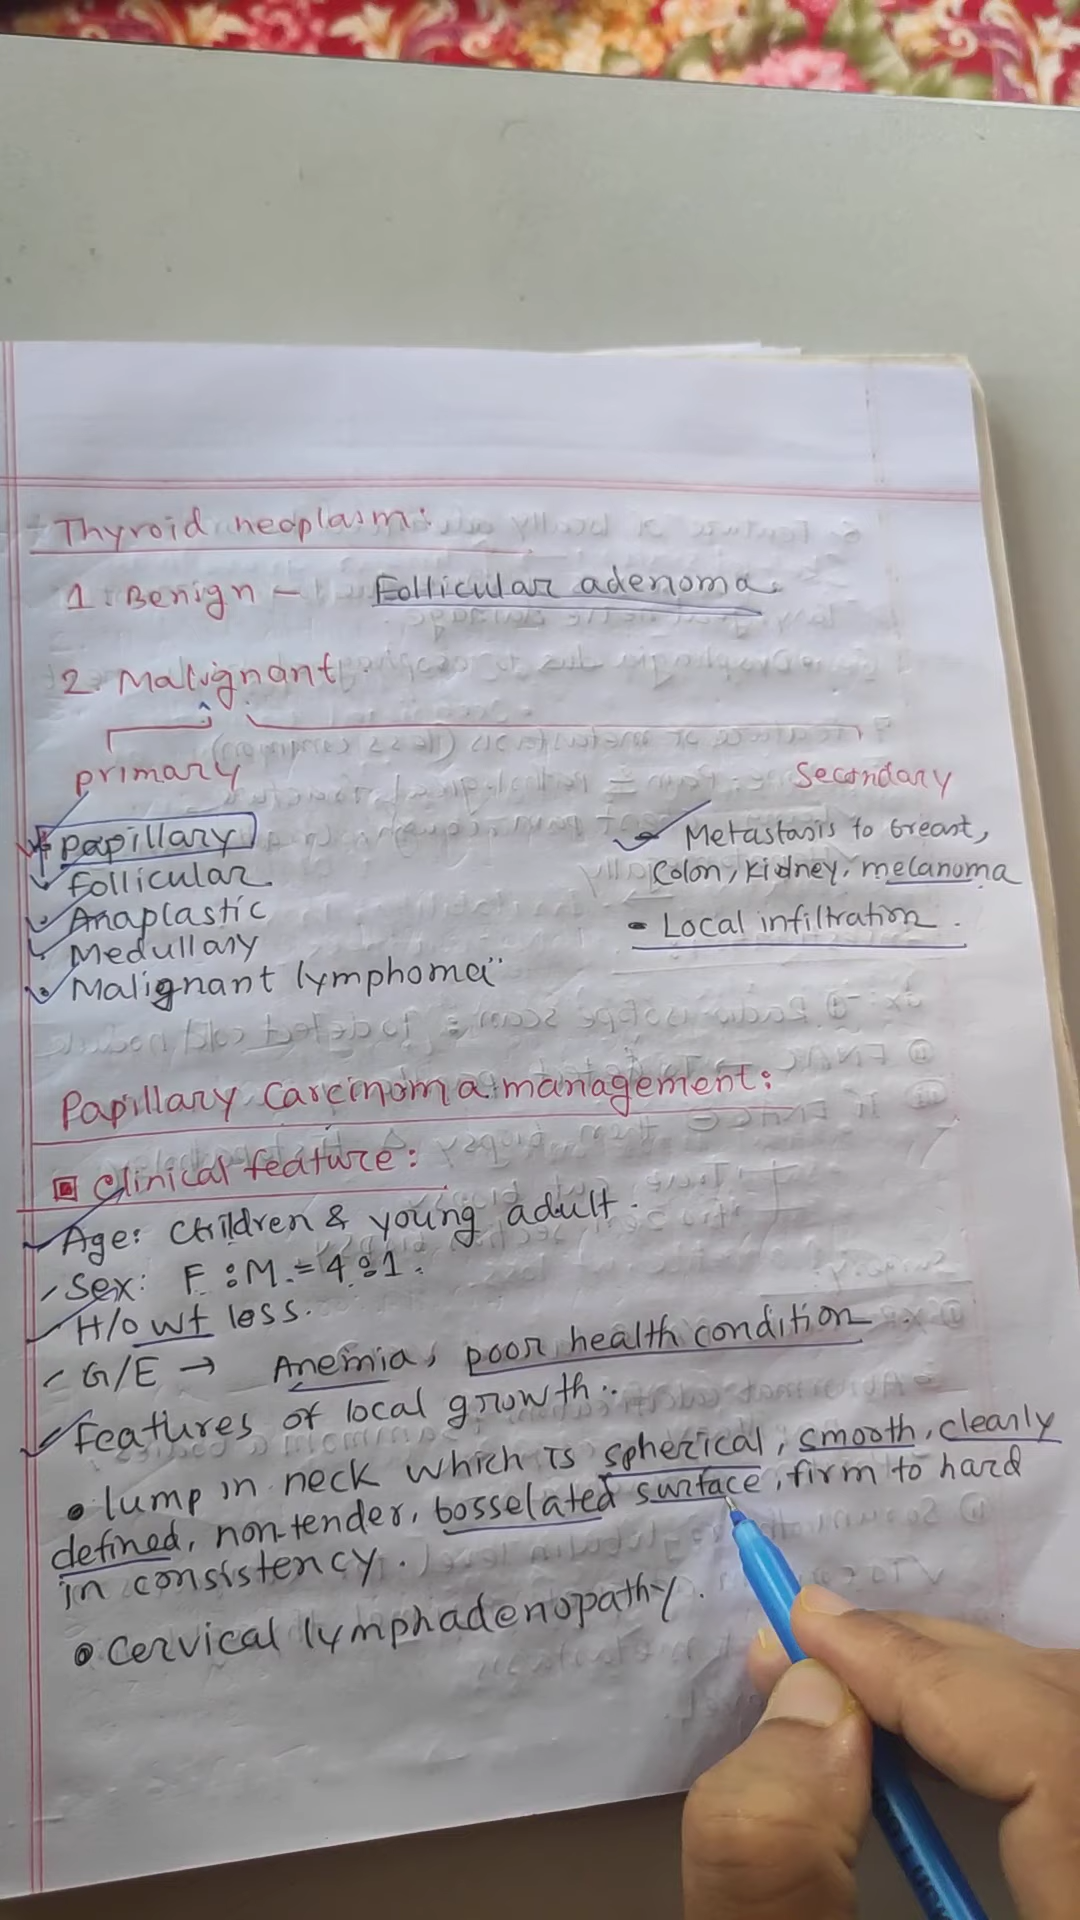 Thyroid neoplasm:
1. Benign - Follicular adenoma.
2. Malignant
primary
Secondary
Papillary
Follicular
Anaplastic
Medullary
Malignant lymphoma
Metastasis to breast,
Colon, Kidney, melanoma
- Local infiltration.
Papillary Carcinoma management:
Clinical feature:
Age: Children & young adult.
Sex: F:M = 4:1.
H/O wt loss.
G/E → Anemia, poor health condition
Features of local growth:
• lump in neck which is spherical, smooth, clearly
defined, non-tender, bosselated surface, firm to hard
in consistency.
• Cervical lymphadenopathy.